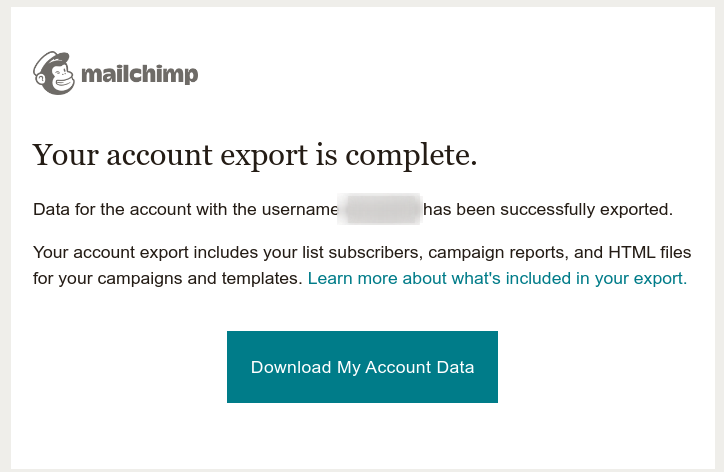 mailchimp
Your account export is complete.
Data for the account with the username has been successfully exported.
Your account export includes your list subscribers, campaign reports, and HTML files
for your campaigns and templates. Learn more about what's included in your export.
Download My Account Data